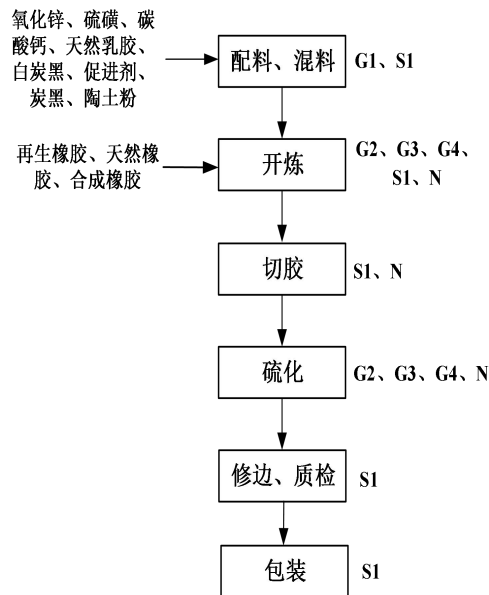 氧化锌、硫磺、碳
酸钙、天然乳胶、
白炭黑、促进剂、
炭黑、陶土粉
配料、混料
G1、S1
再生橡胶、天然橡
胶、合成橡胶
开炼
G2、G3、G4、
S1、N
切胶
S1、N
硫化
G2、G3、G4、N
修边、质检
S1
包装
S1